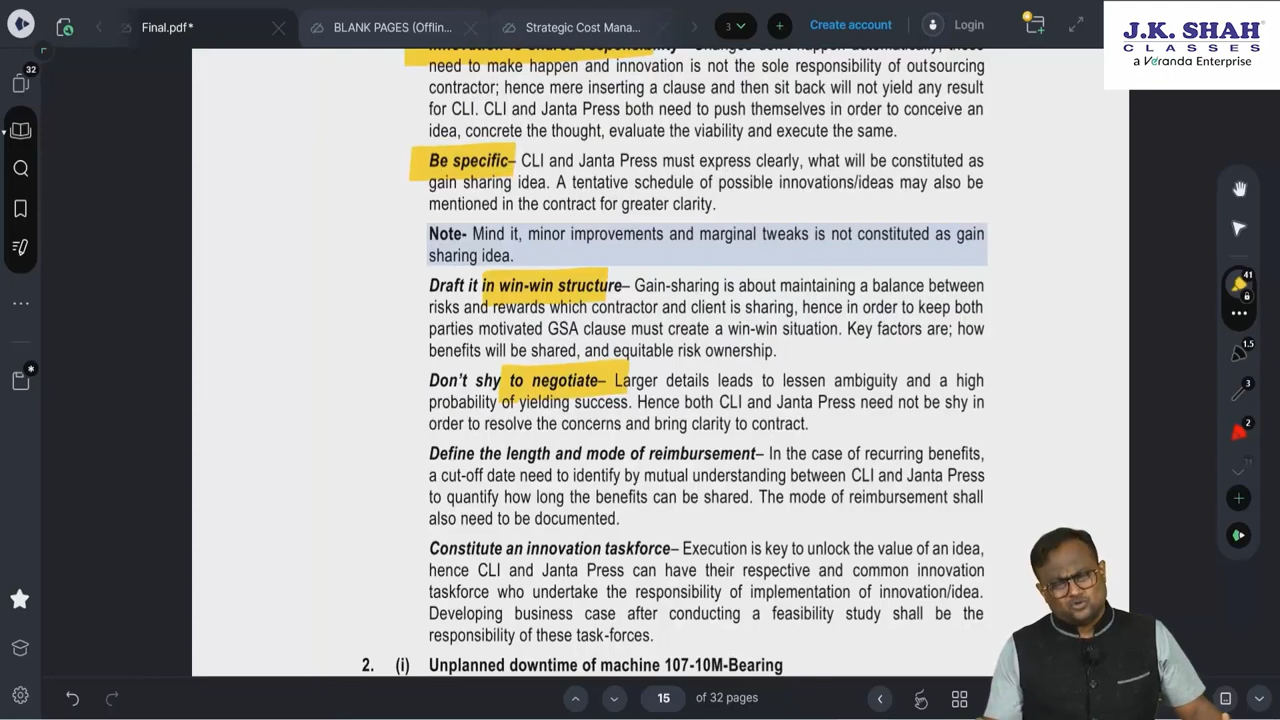 Final.pdf*
BLANK PAGES (Offlin...
Strategic Cost Mana...
3
Create account
Login
8
J.K. SHAH
CLASSES
a Veranda Enterprise
32
need to make happen and innovation is not the sole responsibility of outsourcing
contractor; hence mere inserting a clause and then sit back will not yield any result
for CLI. CLI and Janta Press both need to push themselves in order to conceive an
idea, concrete the thought, evaluate the viability and execute the same.
Be specific– CLI and Janta Press must express clearly, what will be constituted as
gain sharing idea. A tentative schedule of possible innovations/ideas may also be
mentioned in the contract for greater clarity.
Note- Mind it, minor improvements and marginal tweaks is not constituted as gain
sharing idea.
Draft it in win-win structure– Gain-sharing is about maintaining a balance between
risks and rewards which contractor and client is sharing, hence in order to keep both
parties motivated GSA clause must create a win-win situation. Key factors are; how
benefits will be shared, and equitable risk ownership.
Don't shy to negotiate– Larger details leads to lessen ambiguity and a high
probability of yielding success. Hence both CLI and Janta Press need not be shy in
order to resolve the concerns and bring clarity to contract.
Define the length and mode of reimbursement– In the case of recurring benefits,
a cut-off date need to identify by mutual understanding between CLI and Janta Press
to quantify how long the benefits can be shared. The mode of reimbursement shall
also need to be documented.
Constitute an innovation taskforce– Execution is key to unlock the value of an idea,
hence CLI and Janta Press can have their respective and common innovation
taskforce who undertake the responsibility of implementation of innovation/idea.
Developing business case after conducting a feasibility study shall be the
responsibility of these task-forces.
2. (i) Unplanned downtime of machine 107-10M-Bearing
41
1.5
3
2
15 of 32 pages